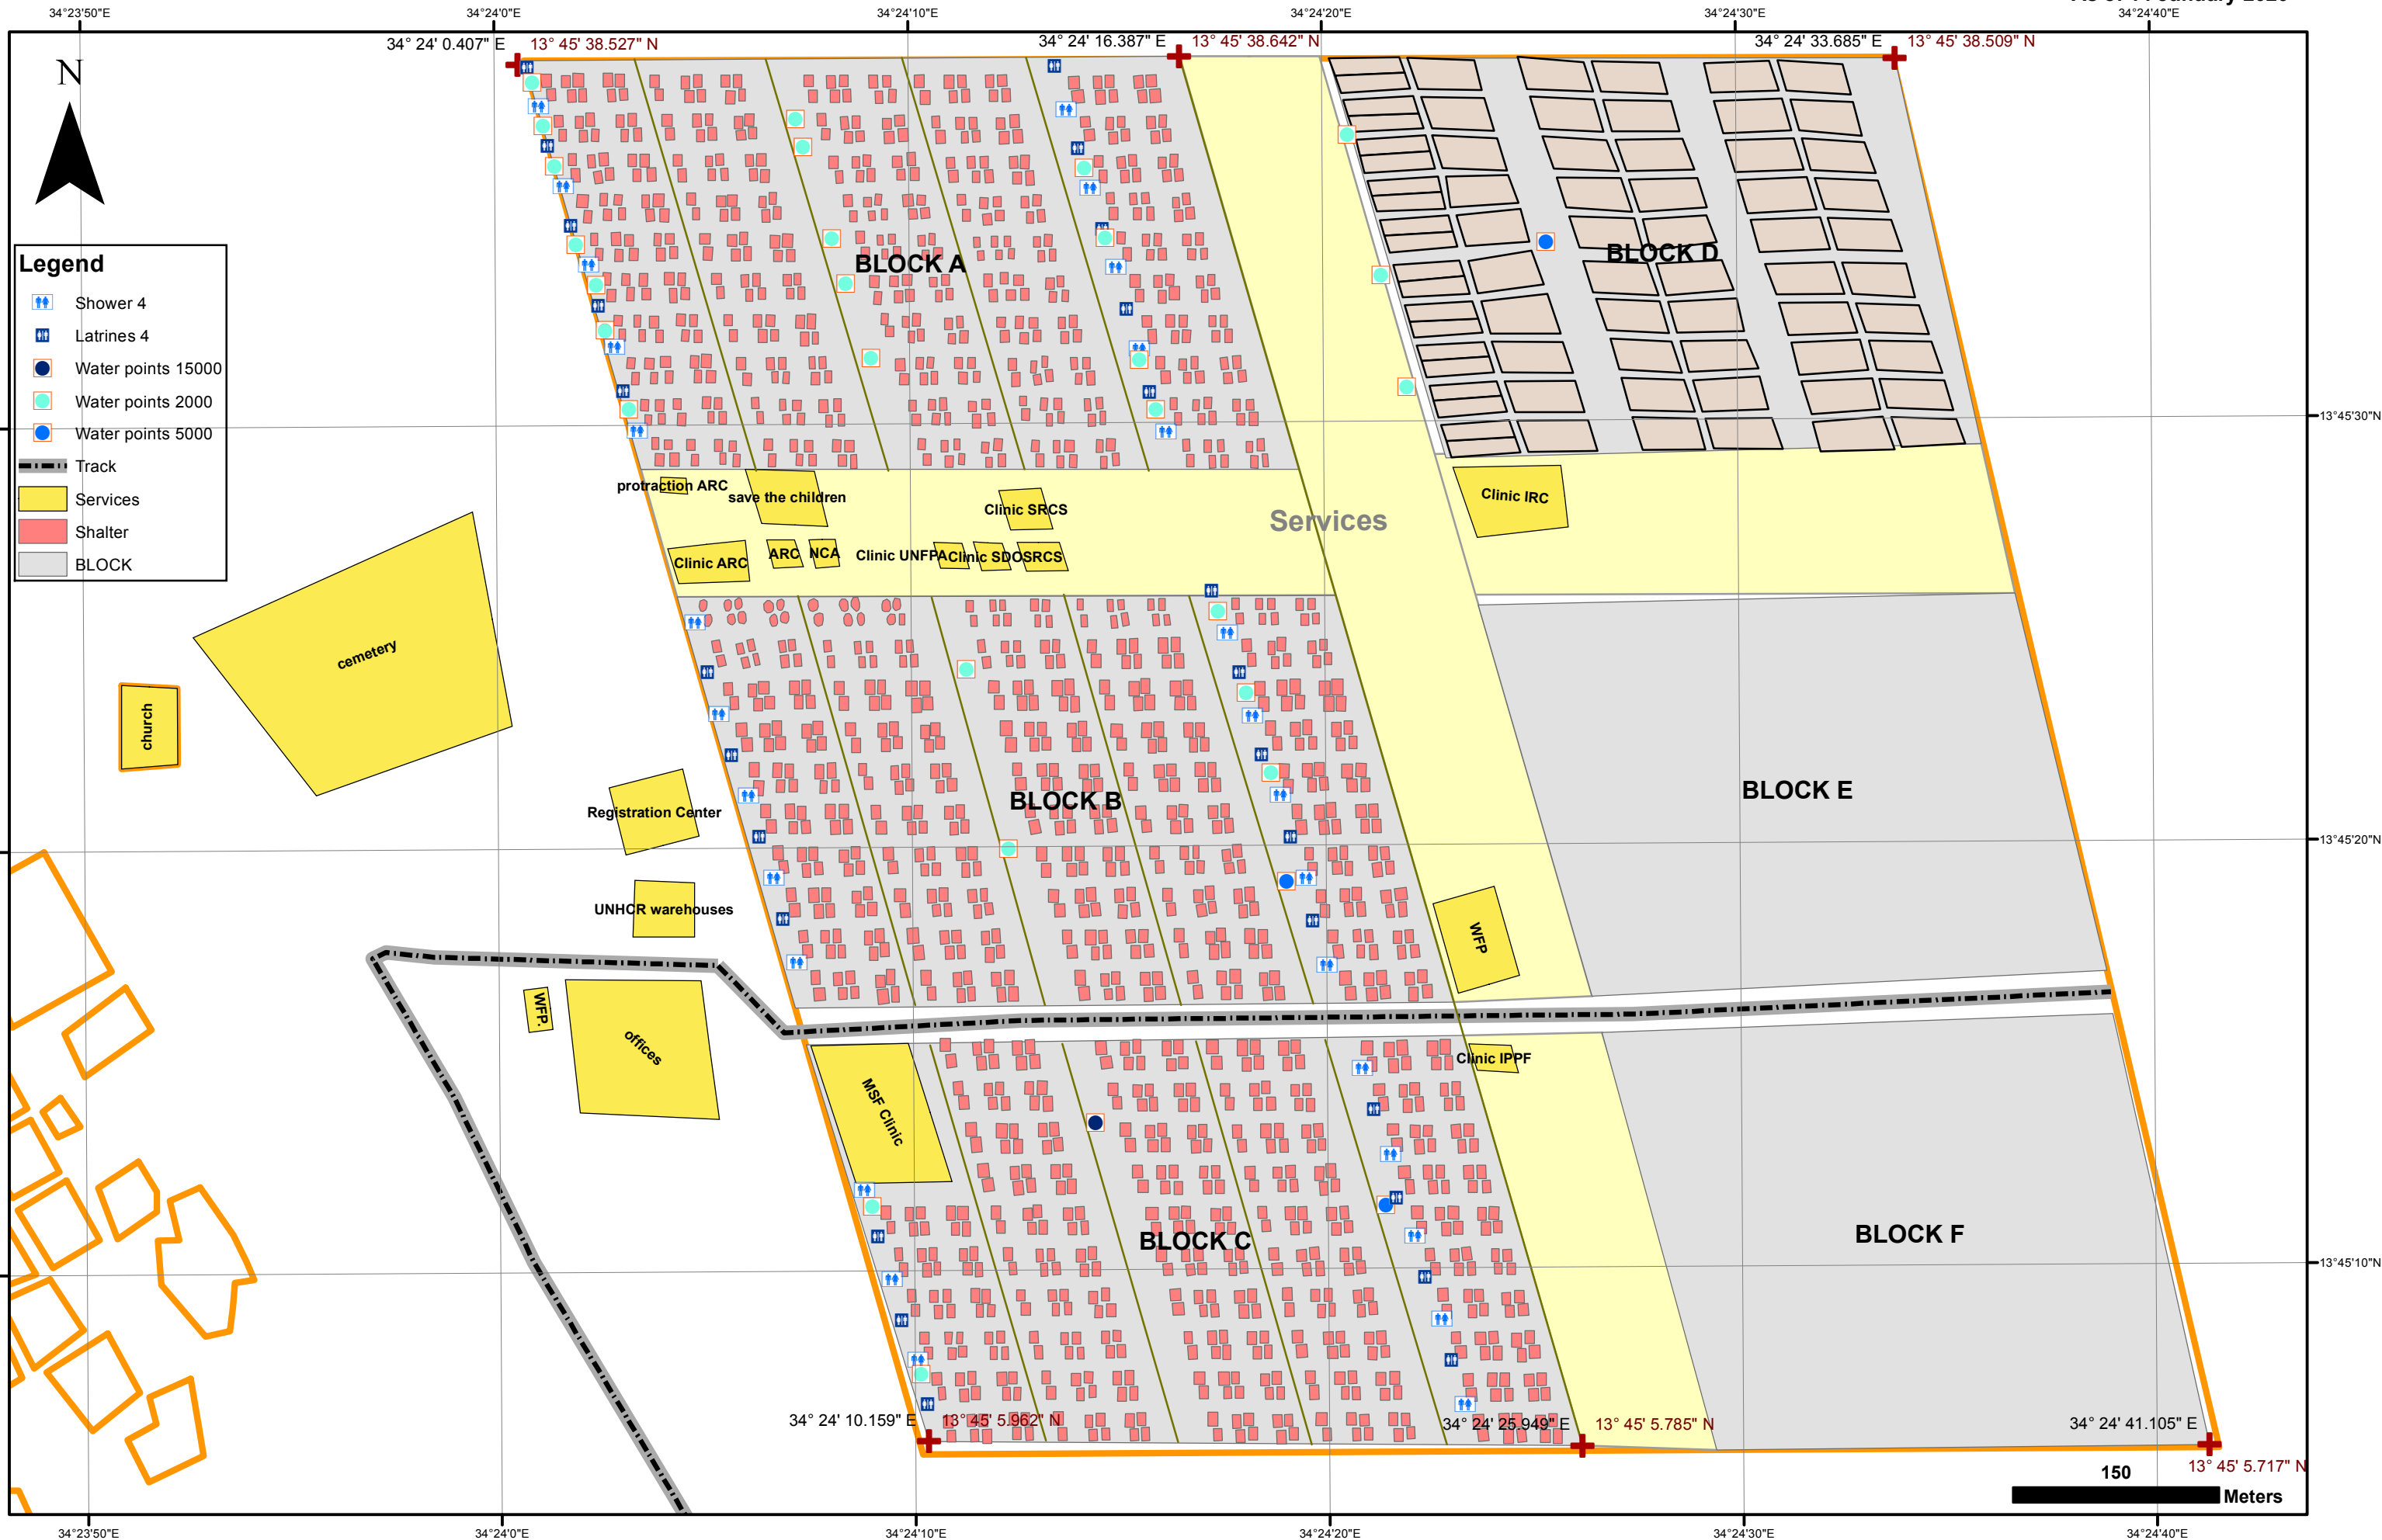 34°23'50"E
34°24'0"E
34°24'10"E
34°24'20"E
34°24'30"E
34°24'40"E
34° 24' 0.407" E
13° 45' 38.527" N
34° 24' 16.387" E
13° 45' 38.642" N
34° 24' 33.685" E
13° 45' 38.509" N
N
Legend
Shower 4
Latrines 4
Water points 15000
Water points 2000
Water points 5000
Track
Services
Shalter
BLOCK
BLOCK A
BLOCK D
13°45'30"N
protraction ARC
save the children
Clinic SRCS
Clinic IRC
Services
Clinic ARC
ARC
NCA
Clinic UNFPA
Clinic SDO
SRCS
cemetery
church
Registration Center
BLOCK B
BLOCK E
13°45'20"N
UNHCR warehouses
WFP
WFP.
offices
MSF Clinic
Clinic IPPF
BLOCK C
BLOCK F
13°45'10"N
34° 24' 10.159" E
13° 45' 5.962" N
34° 24' 25.949" E
13° 45' 5.785" N
34° 24' 41.105" E
13° 45' 5.717" N
150
Meters
34°23'50"E
34°24'0"E
34°24'10"E
34°24'20"E
34°24'30"E
34°24'40"E